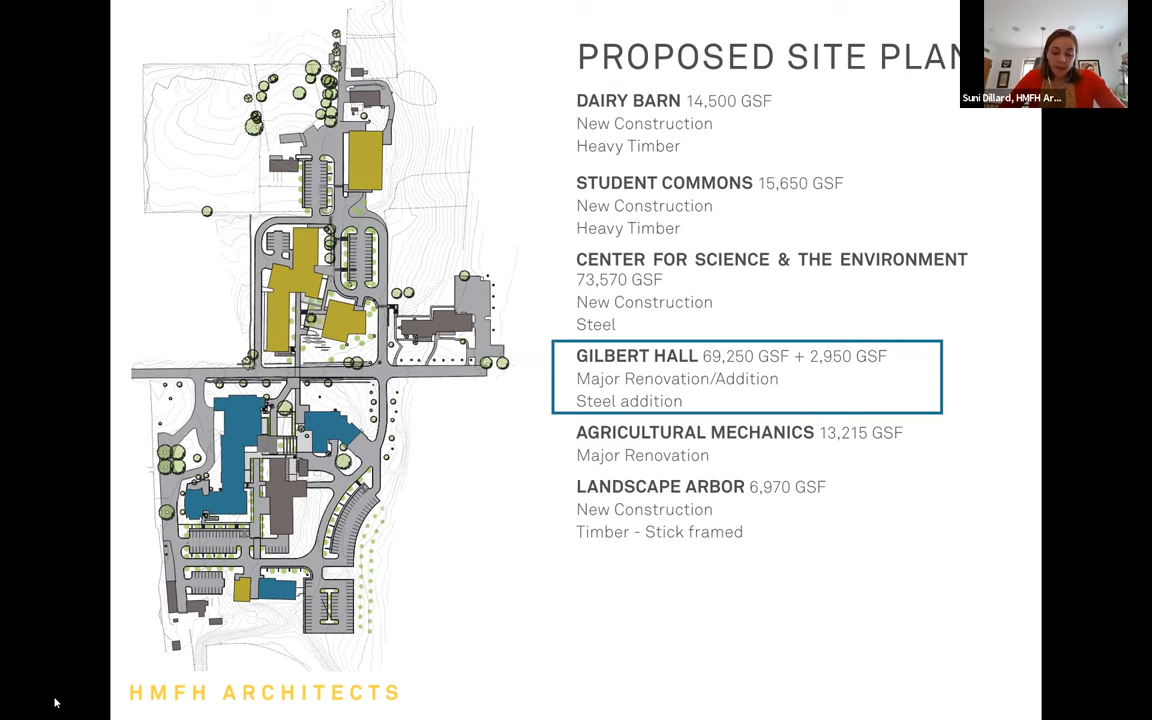 PROPOSED SITE PLAN
Suni Dillard, HMFH Ar...
DAIRY BARN 14,500 GSF
New Construction
Heavy Timber
STUDENT COMMONS 15,650 GSF
New Construction
Heavy Timber
CENTER FOR SCIENCE & THE ENVIRONMENT
73,570 GSF
New Construction
Steel
GILBERT HALL 69,250 GSF + 2,950 GSF
Major Renovation/Addition
Steel addition
AGRICULTURAL MECHANICS 13,215 GSF
Major Renovation
LANDSCAPE ARBOR 6,970 GSF
New Construction
Timber - Stick framed
HMFH ARCHITECTS